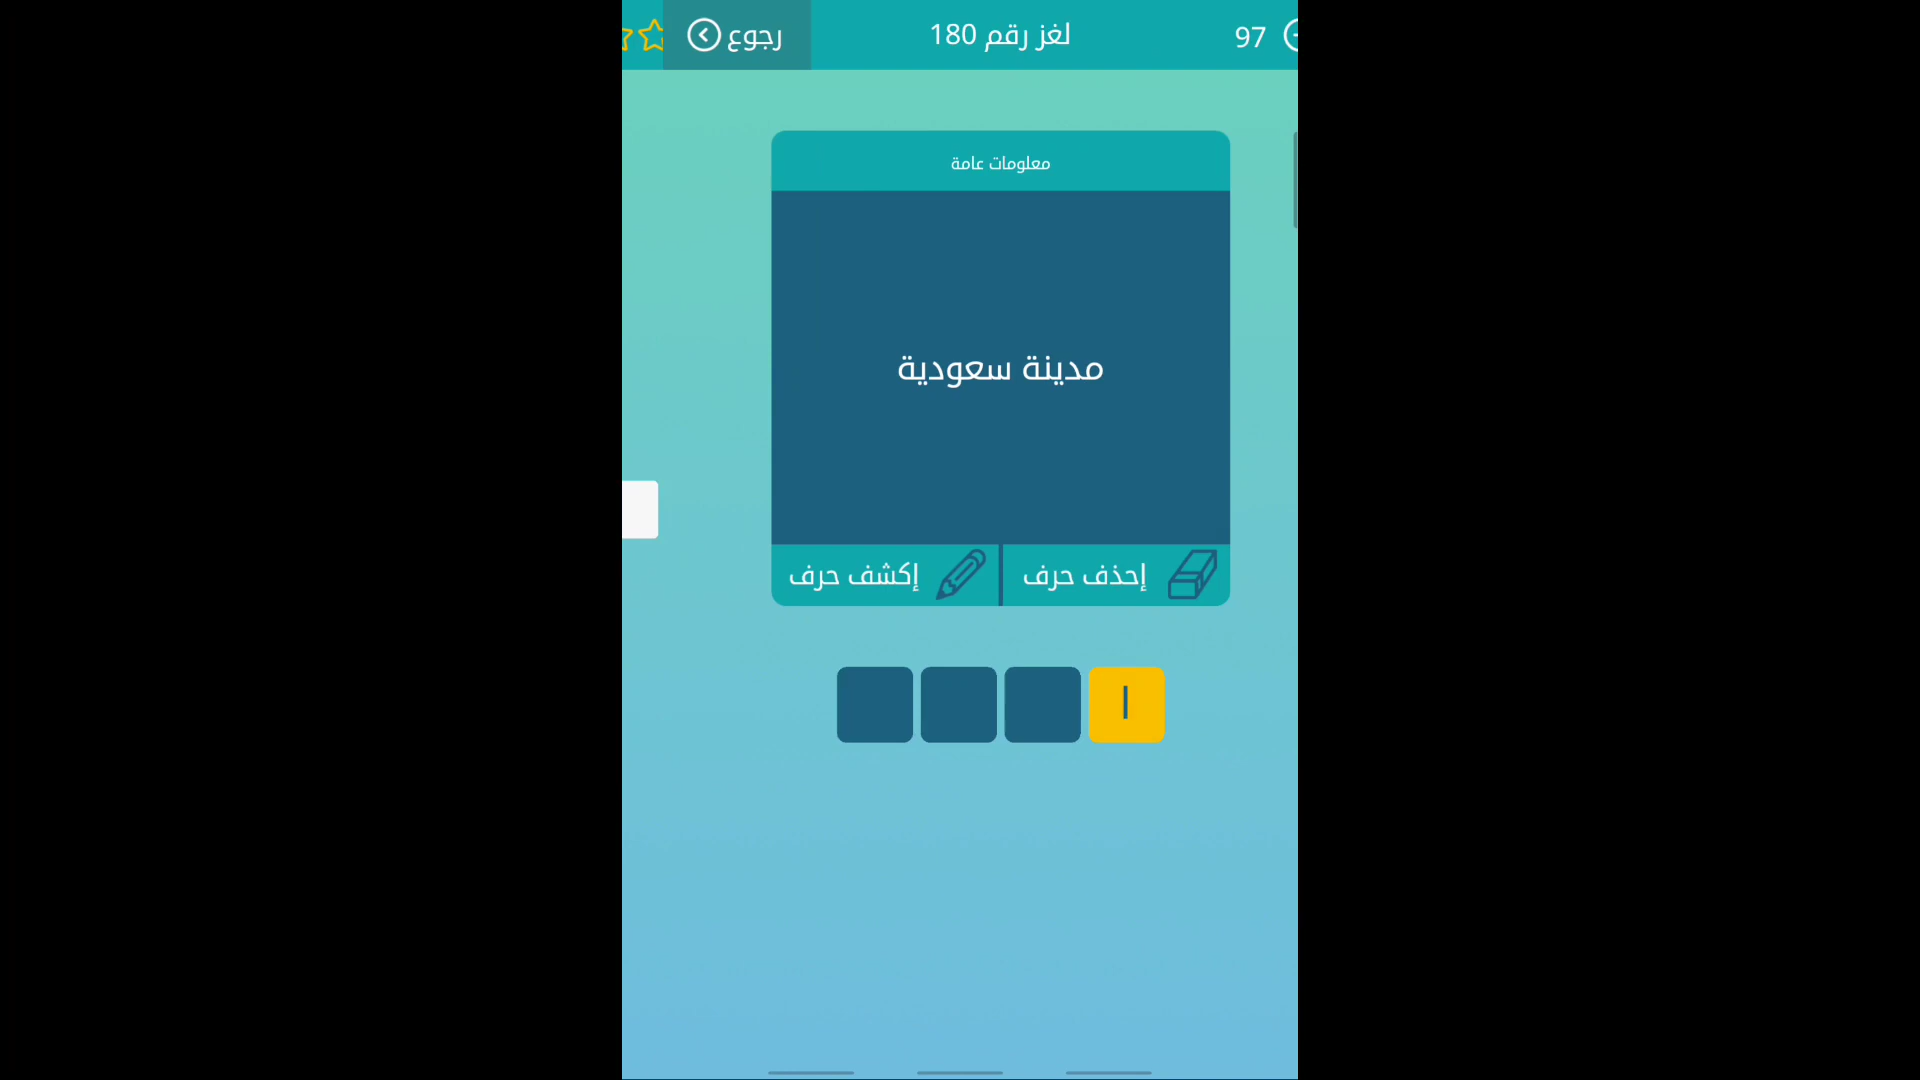 97 لغز رقم 180 رجوع
معلومات عامة
مدينة سعودية
إحذف حرف إكشف حرف
ا